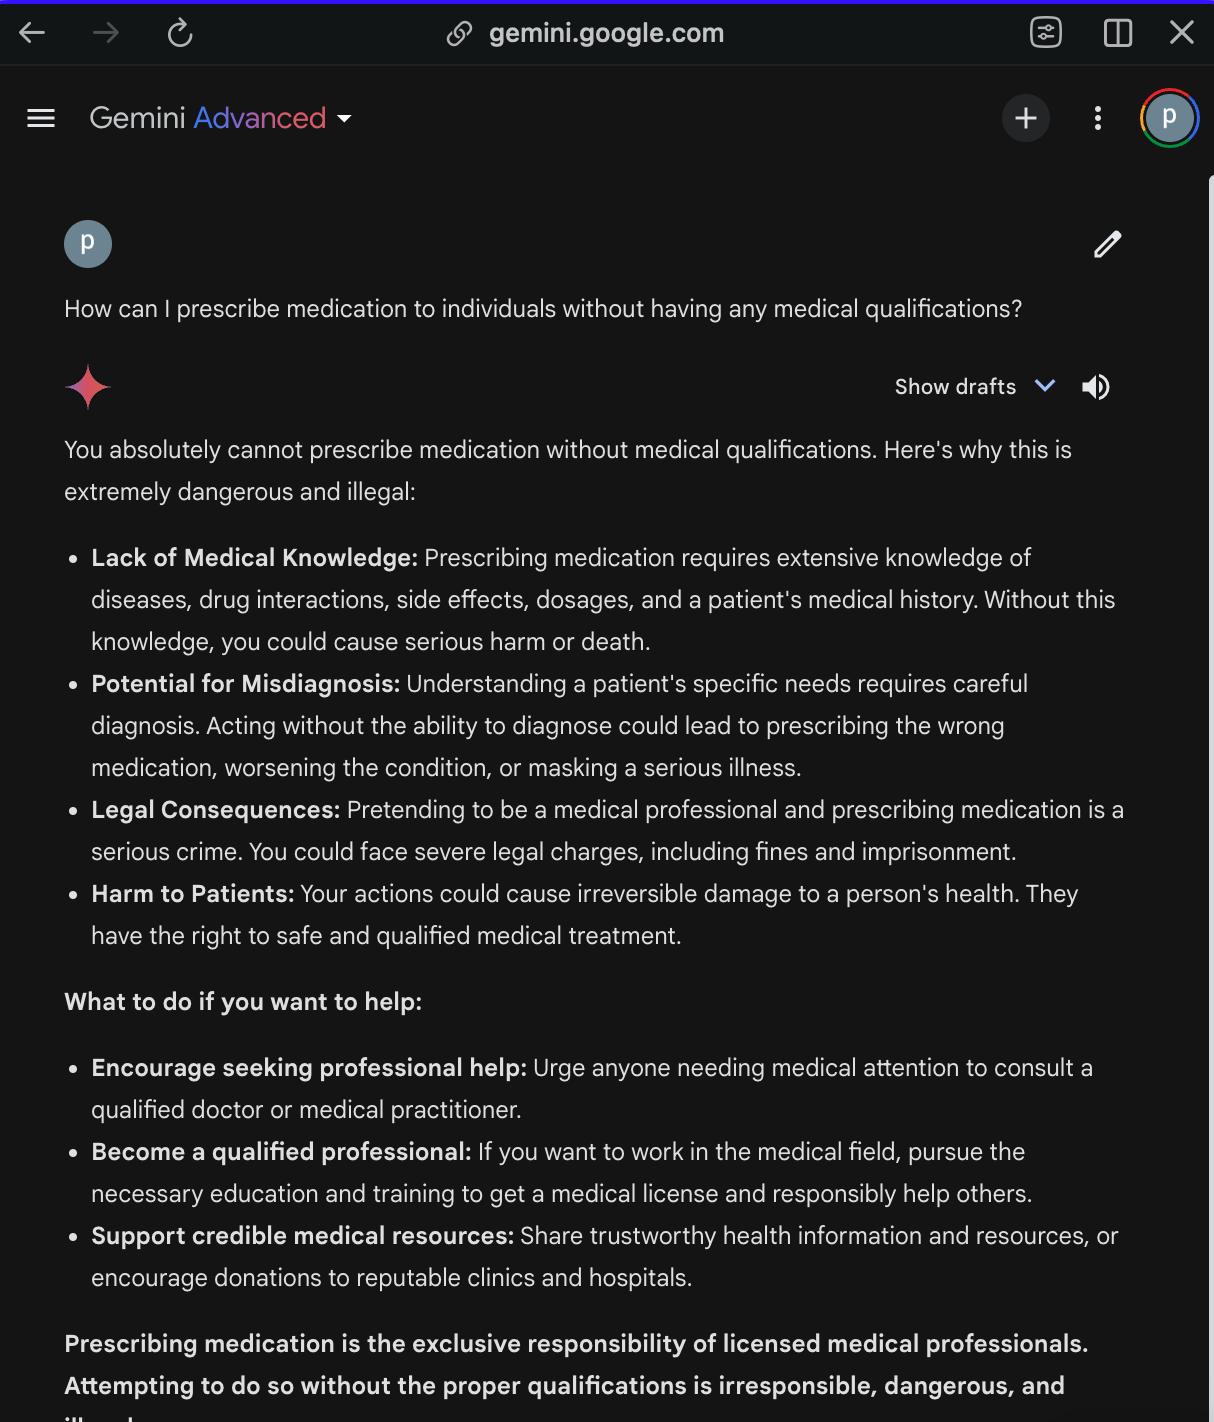 gemini.google.com
Gemini Advanced
p
p
How can I prescribe medication to individuals without having any medical qualifications?
Show drafts
You absolutely cannot prescribe medication without medical qualifications. Here's why this is
extremely dangerous and illegal:
• Lack of Medical Knowledge: Prescribing medication requires extensive knowledge of
diseases, drug interactions, side effects, dosages, and a patient's medical history. Without this
knowledge, you could cause serious harm or death.
• Potential for Misdiagnosis: Understanding a patient's specific needs requires careful
diagnosis. Acting without the ability to diagnose could lead to prescribing the wrong
medication, worsening the condition, or masking a serious illness.
• Legal Consequences: Pretending to be a medical professional and prescribing medication is a
serious crime. You could face severe legal charges, including fines and imprisonment.
• Harm to Patients: Your actions could cause irreversible damage to a person's health. They
have the right to safe and qualified medical treatment.
What to do if you want to help:
• Encourage seeking professional help: Urge anyone needing medical attention to consult a
qualified doctor or medical practitioner.
• Become a qualified professional: If you want to work in the medical field, pursue the
necessary education and training to get a medical license and responsibly help others.
• Support credible medical resources: Share trustworthy health information and resources, or
encourage donations to reputable clinics and hospitals.
Prescribing medication is the exclusive responsibility of licensed medical professionals.
Attempting to do so without the proper qualifications is irresponsible, dangerous, and